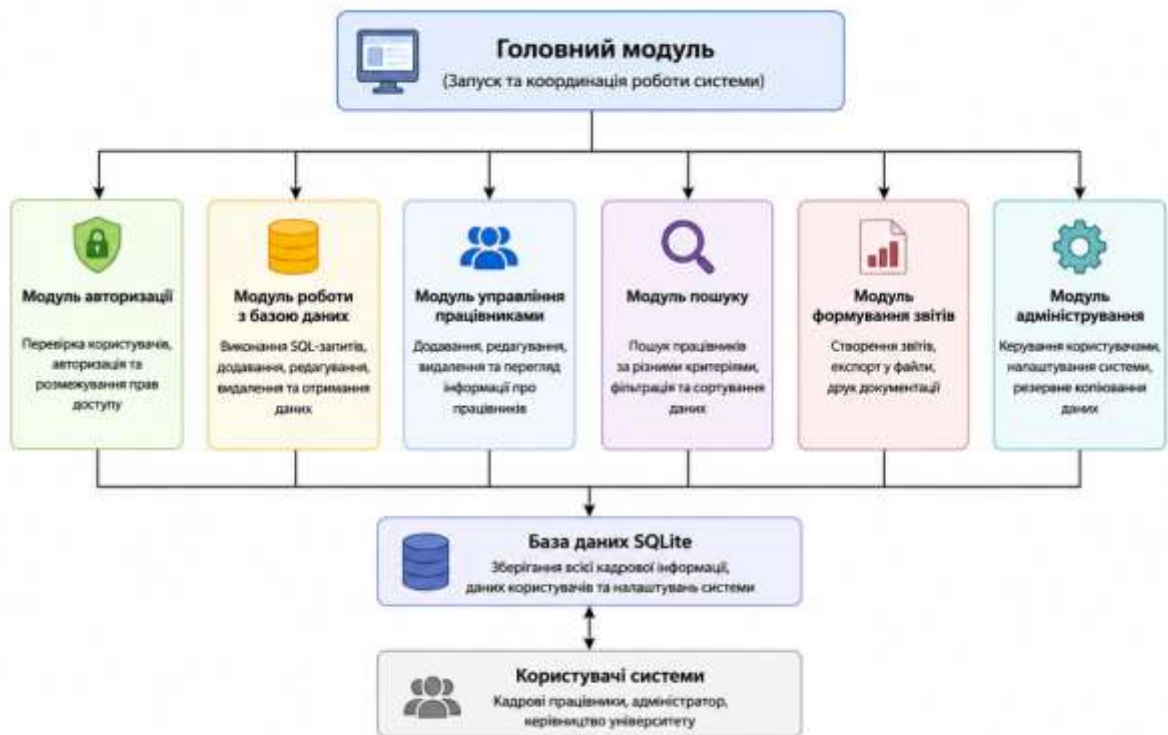 Головний модуль
(Запуск та координація роботи системи)
Модуль авторизації
Перевірка користувачів,
авторизація та
розмежування прав
доступу
Модуль роботи
з базою даних
Виконання SQL-запитів,
додавання, редагування,
видалення та отримання
даних
Модуль управління
працівниками
Додавання, редагування,
видалення та перегляд
інформації про
працівників
Модуль пошуку
Пошук працівників
за різними критеріями,
фільтрація та сортування
даних
Модуль
формування звітів
Створення звітів,
експорт у файли,
друк документації
Модуль
адміністрування
Керування користувачами,
налаштування системи,
резерване копіювання
даних
База даних SQLite
Зберігання всієї кадрової інформації,
даних користувачів та налаштувань системи
Користувачі системи
Кадрові працівники, адміністратор,
керівництво університету